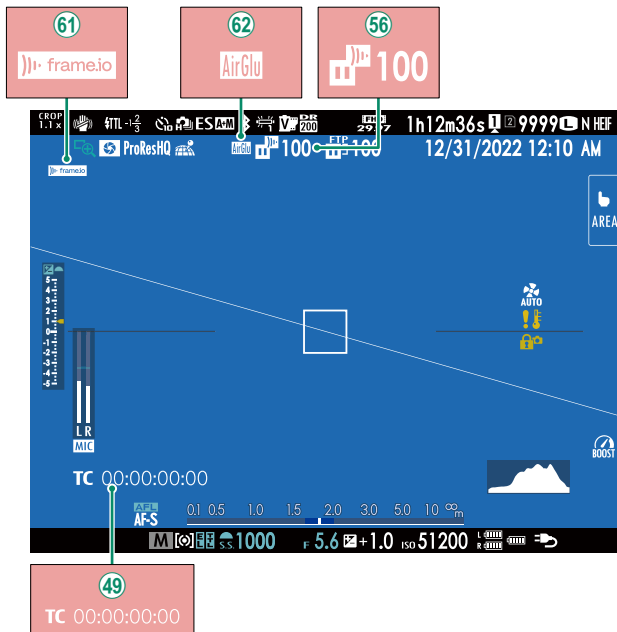 61 62 56
frame.io AirGlu 100
CROP 1.1x TTL -1 2/3 10 H ES A-M 1 V DR 200 FHD 29.97 1h12m36s 1 2 9999 L N HEIF
ProResHQ AirGlu 100 FTP 100 12/31/2022 12:10 AM
frame.io
AREA
5
4
3
2
1
0
-1
-2
-3
-4
-5
AUTO
L R
MIC
BOOST
TC 00:00:00:00
AFL
AF-S 0.1 0.5 1.0 1.5 2.0 3.0 5.0 10 ∞ m
M S.S. 1000 F 5.6 +1.0 ISO 51200 L R
49
TC 00:00:00:00